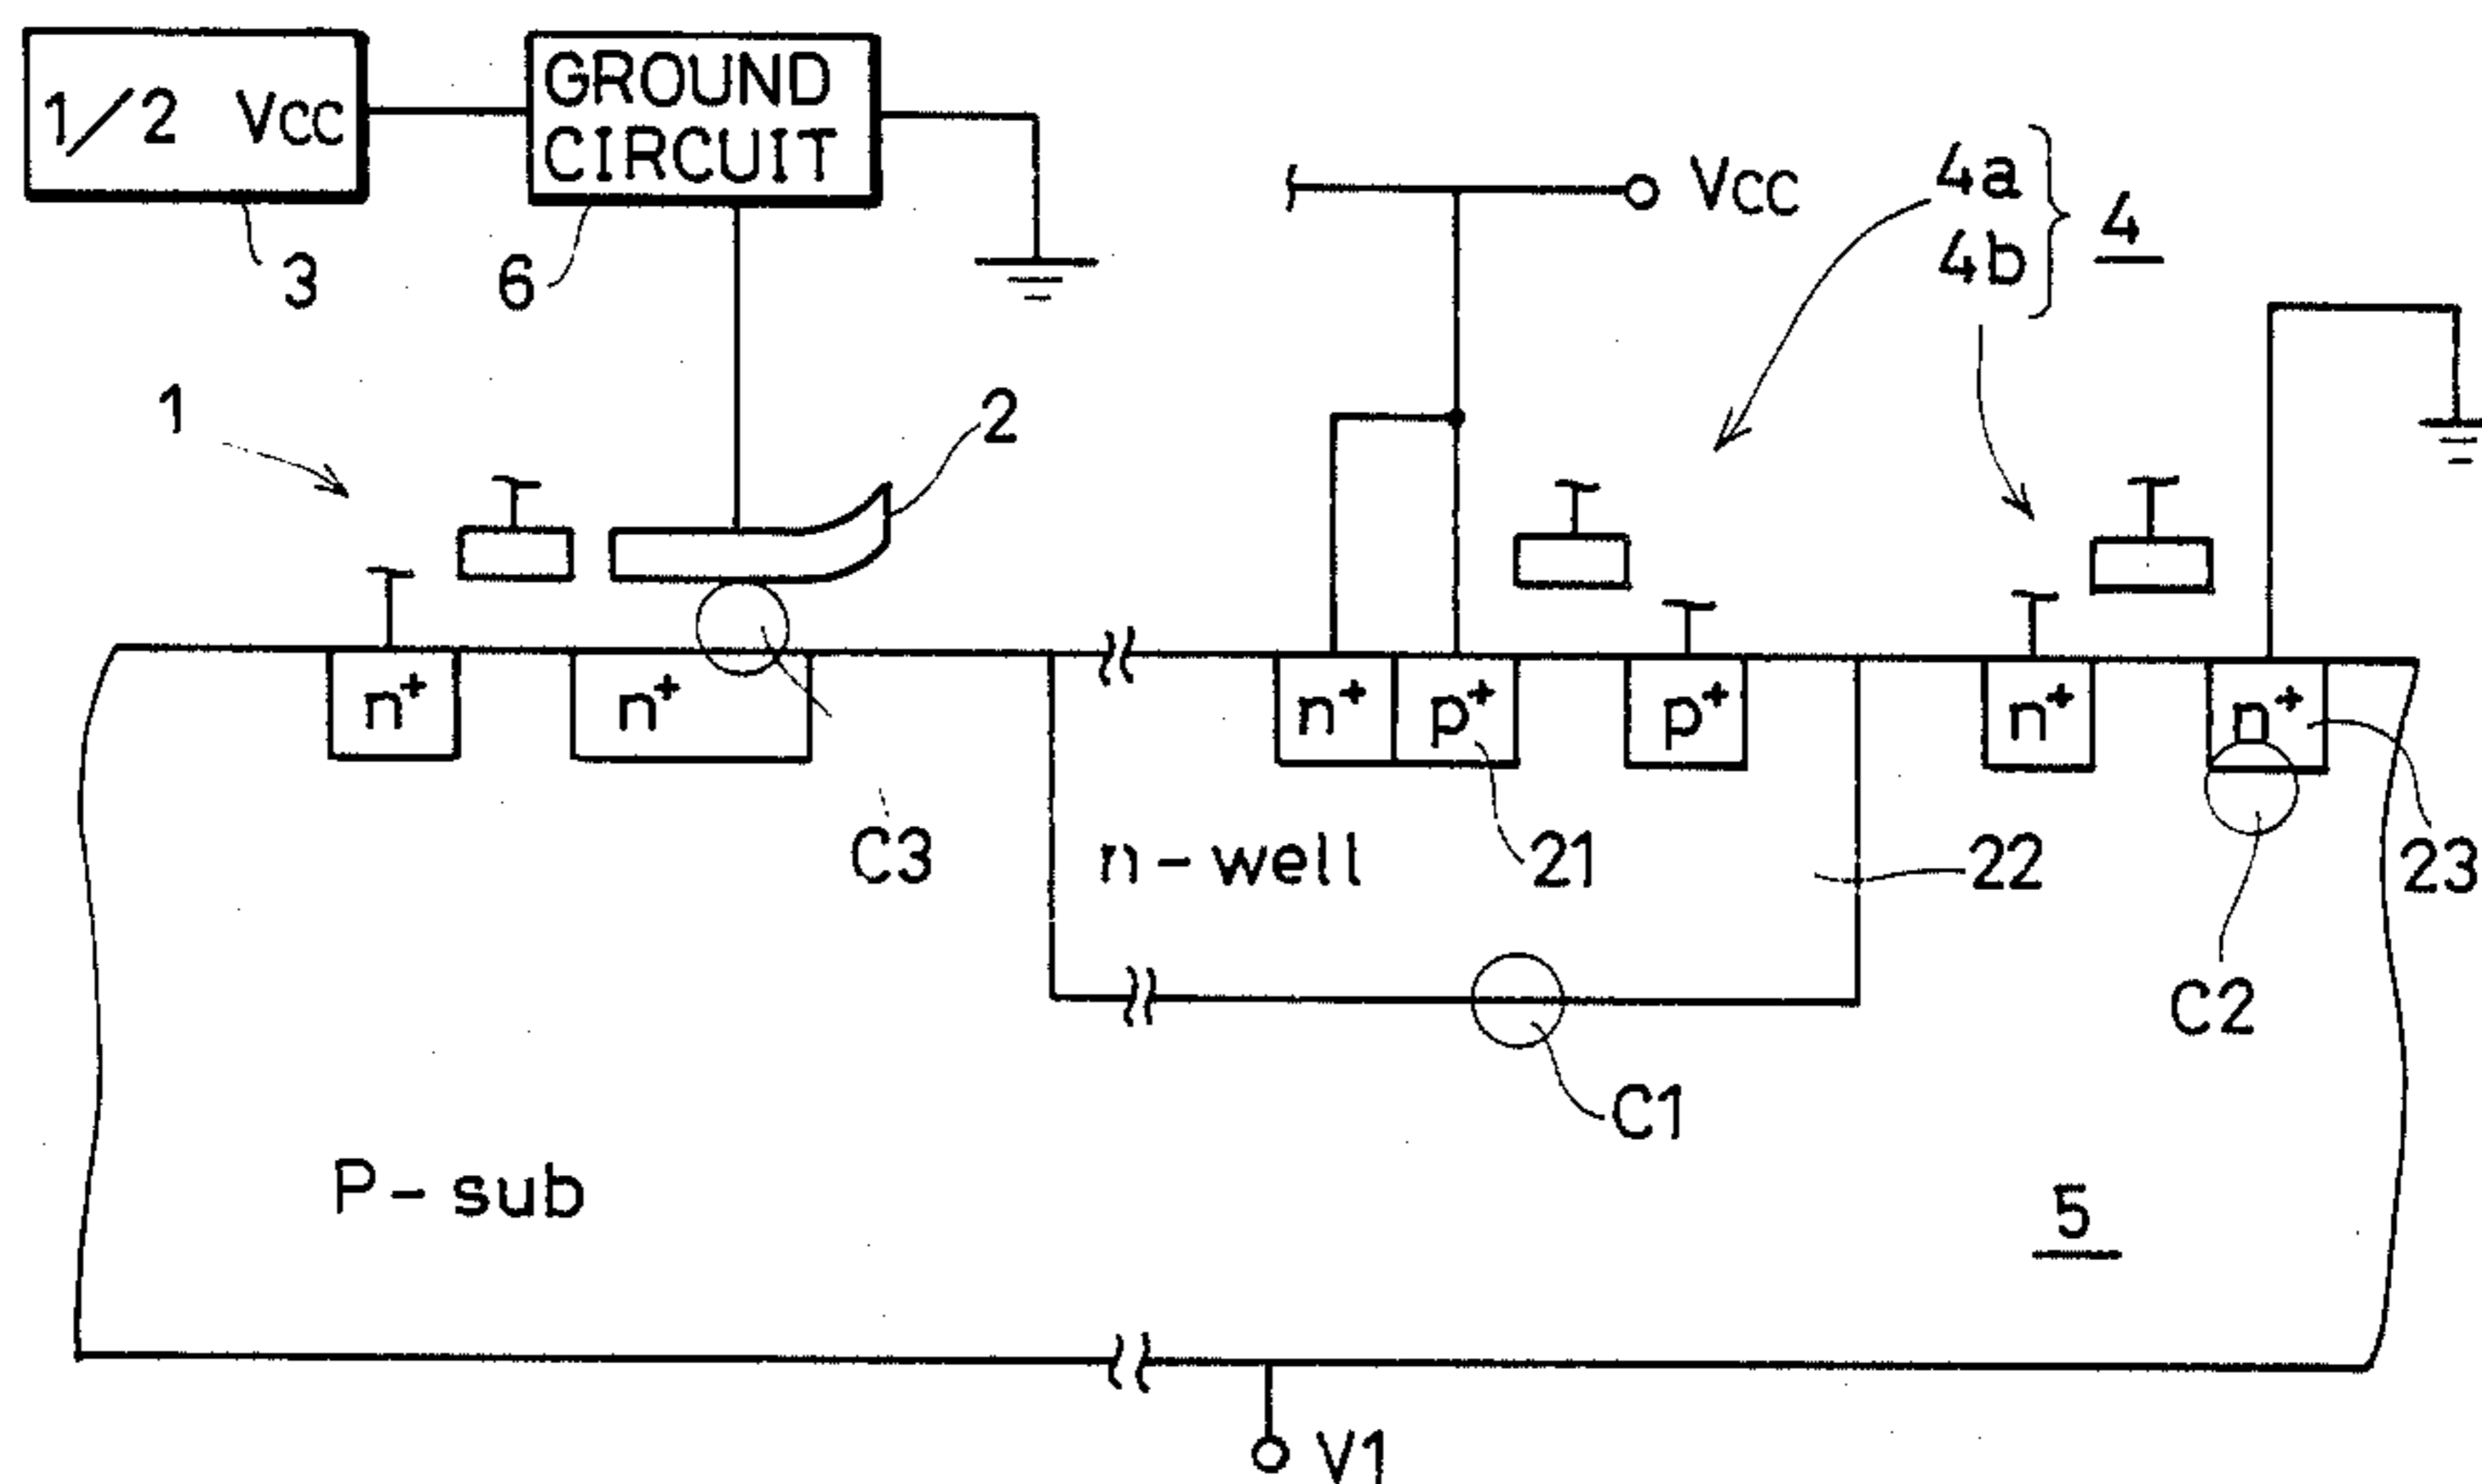 1/2 VCC
GROUND
CIRCUIT
3
6
VCC
4a
4b
4
1
2
n+
n+
n+
p+
p+
n+
n+
C3
n-well
21
22
23
C2
C1
P-sub
5
V1